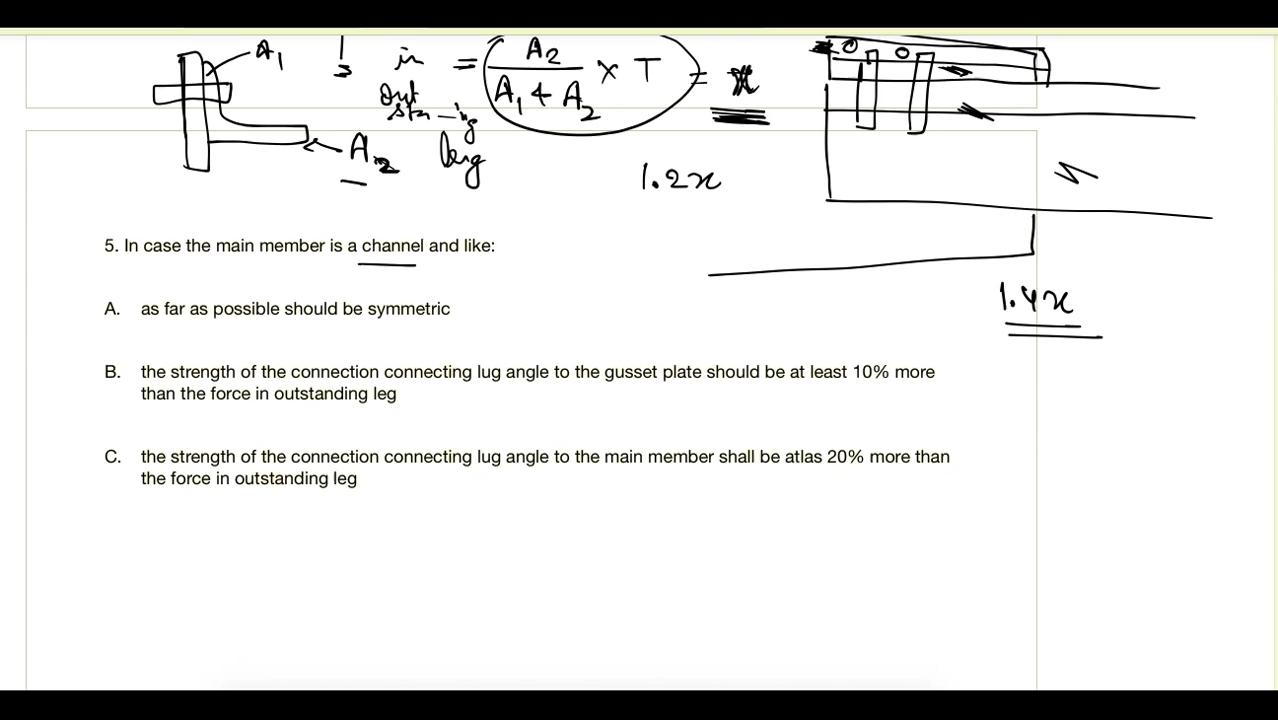 A1
in = A2 / A1 + A2 × T = x
out
sta-ing
leg
A2
1.2x
5. In case the main member is a channel and like:
1.4x
A. as far as possible should be symmetric
B. the strength of the connection connecting lug angle to the gusset plate should be at least 10% more
than the force in outstanding leg
C. the strength of the connection connecting lug angle to the main member shall be atlas 20% more than
the force in outstanding leg